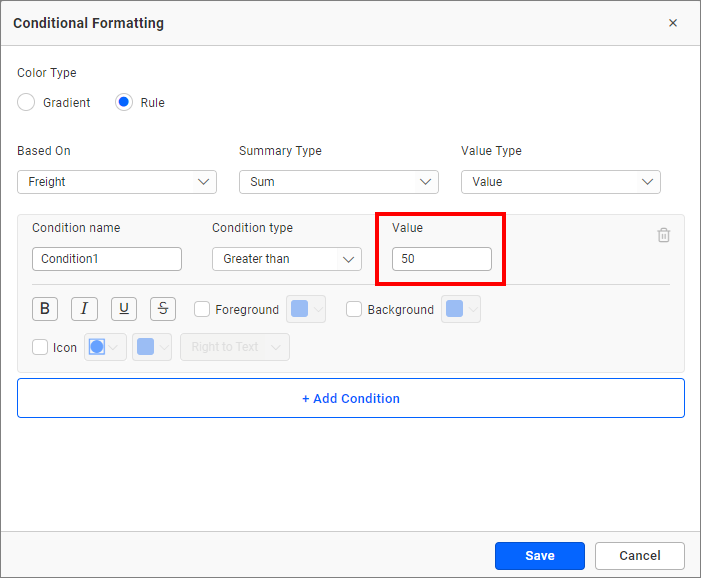 Conditional Formatting ×
Color Type
Gradient Rule
Based On Summary Type Value Type
Freight Sum Value
Condition name Condition type Value
Condition1 Greater than 50
B I U S Foreground Background
Icon Right to Text
+ Add Condition
Save Cancel